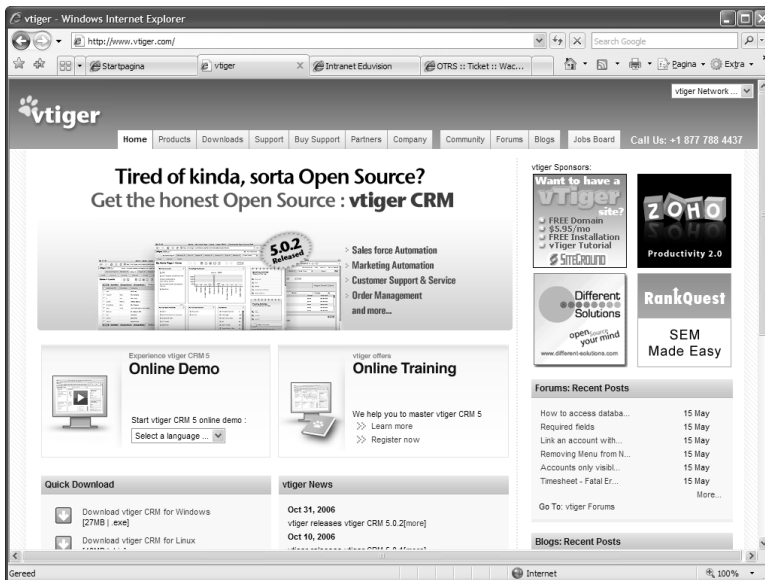 vtiger - Windows Internet Explorer
http://www.vtiger.com/
Search Google
Startpagina
vtiger
Intranet Eduvision
OTRS :: Ticket :: Wac...
Pagina
Extra
vtiger Network ...
vtiger
Home
Products
Downloads
Support
Buy Support
Partners
Company
Community
Forums
Blogs
Jobs Board
Call Us: +1 877 788 4437
Tired of kinda, sorta Open Source?
Get the honest Open Source : vtiger CRM
5.0.2
Released
Sales force Automation
Marketing Automation
Customer Support & Service
Order Management
and more...
Experience vtiger CRM 5
Online Demo
Start vtiger CRM 5 online demo :
Select a language ...
vtiger offers
Online Training
We help you to master vtiger CRM 5
>> Learn more
>> Register now
Quick Download
Download vtiger CRM for Windows
[27MB | .exe]
Download vtiger CRM for Linux
vtiger News
Oct 31, 2006
vtiger releases vtiger CRM 5.0.2[more]
Oct 10, 2006
vtiger Sponsors:
Want to have a
vTiger
site?
FREE Domain
$5.95/mo
FREE Installation
vTiger Tutorial
SITEGROUND
ZOHO
Productivity 2.0
Different
Solutions
open Source
your mind
www.different-solutions.com
RankQuest
SEM
Made Easy
Forums: Recent Posts
How to access databa... 15 May
Required fields 15 May
Link an account with... 15 May
Removing Menu from N... 15 May
Accounts only visibl... 15 May
Timesheet - Fatal Er... 15 May
More...
Go To: vtiger Forums
Blogs: Recent Posts
Gereed
Internet
100%